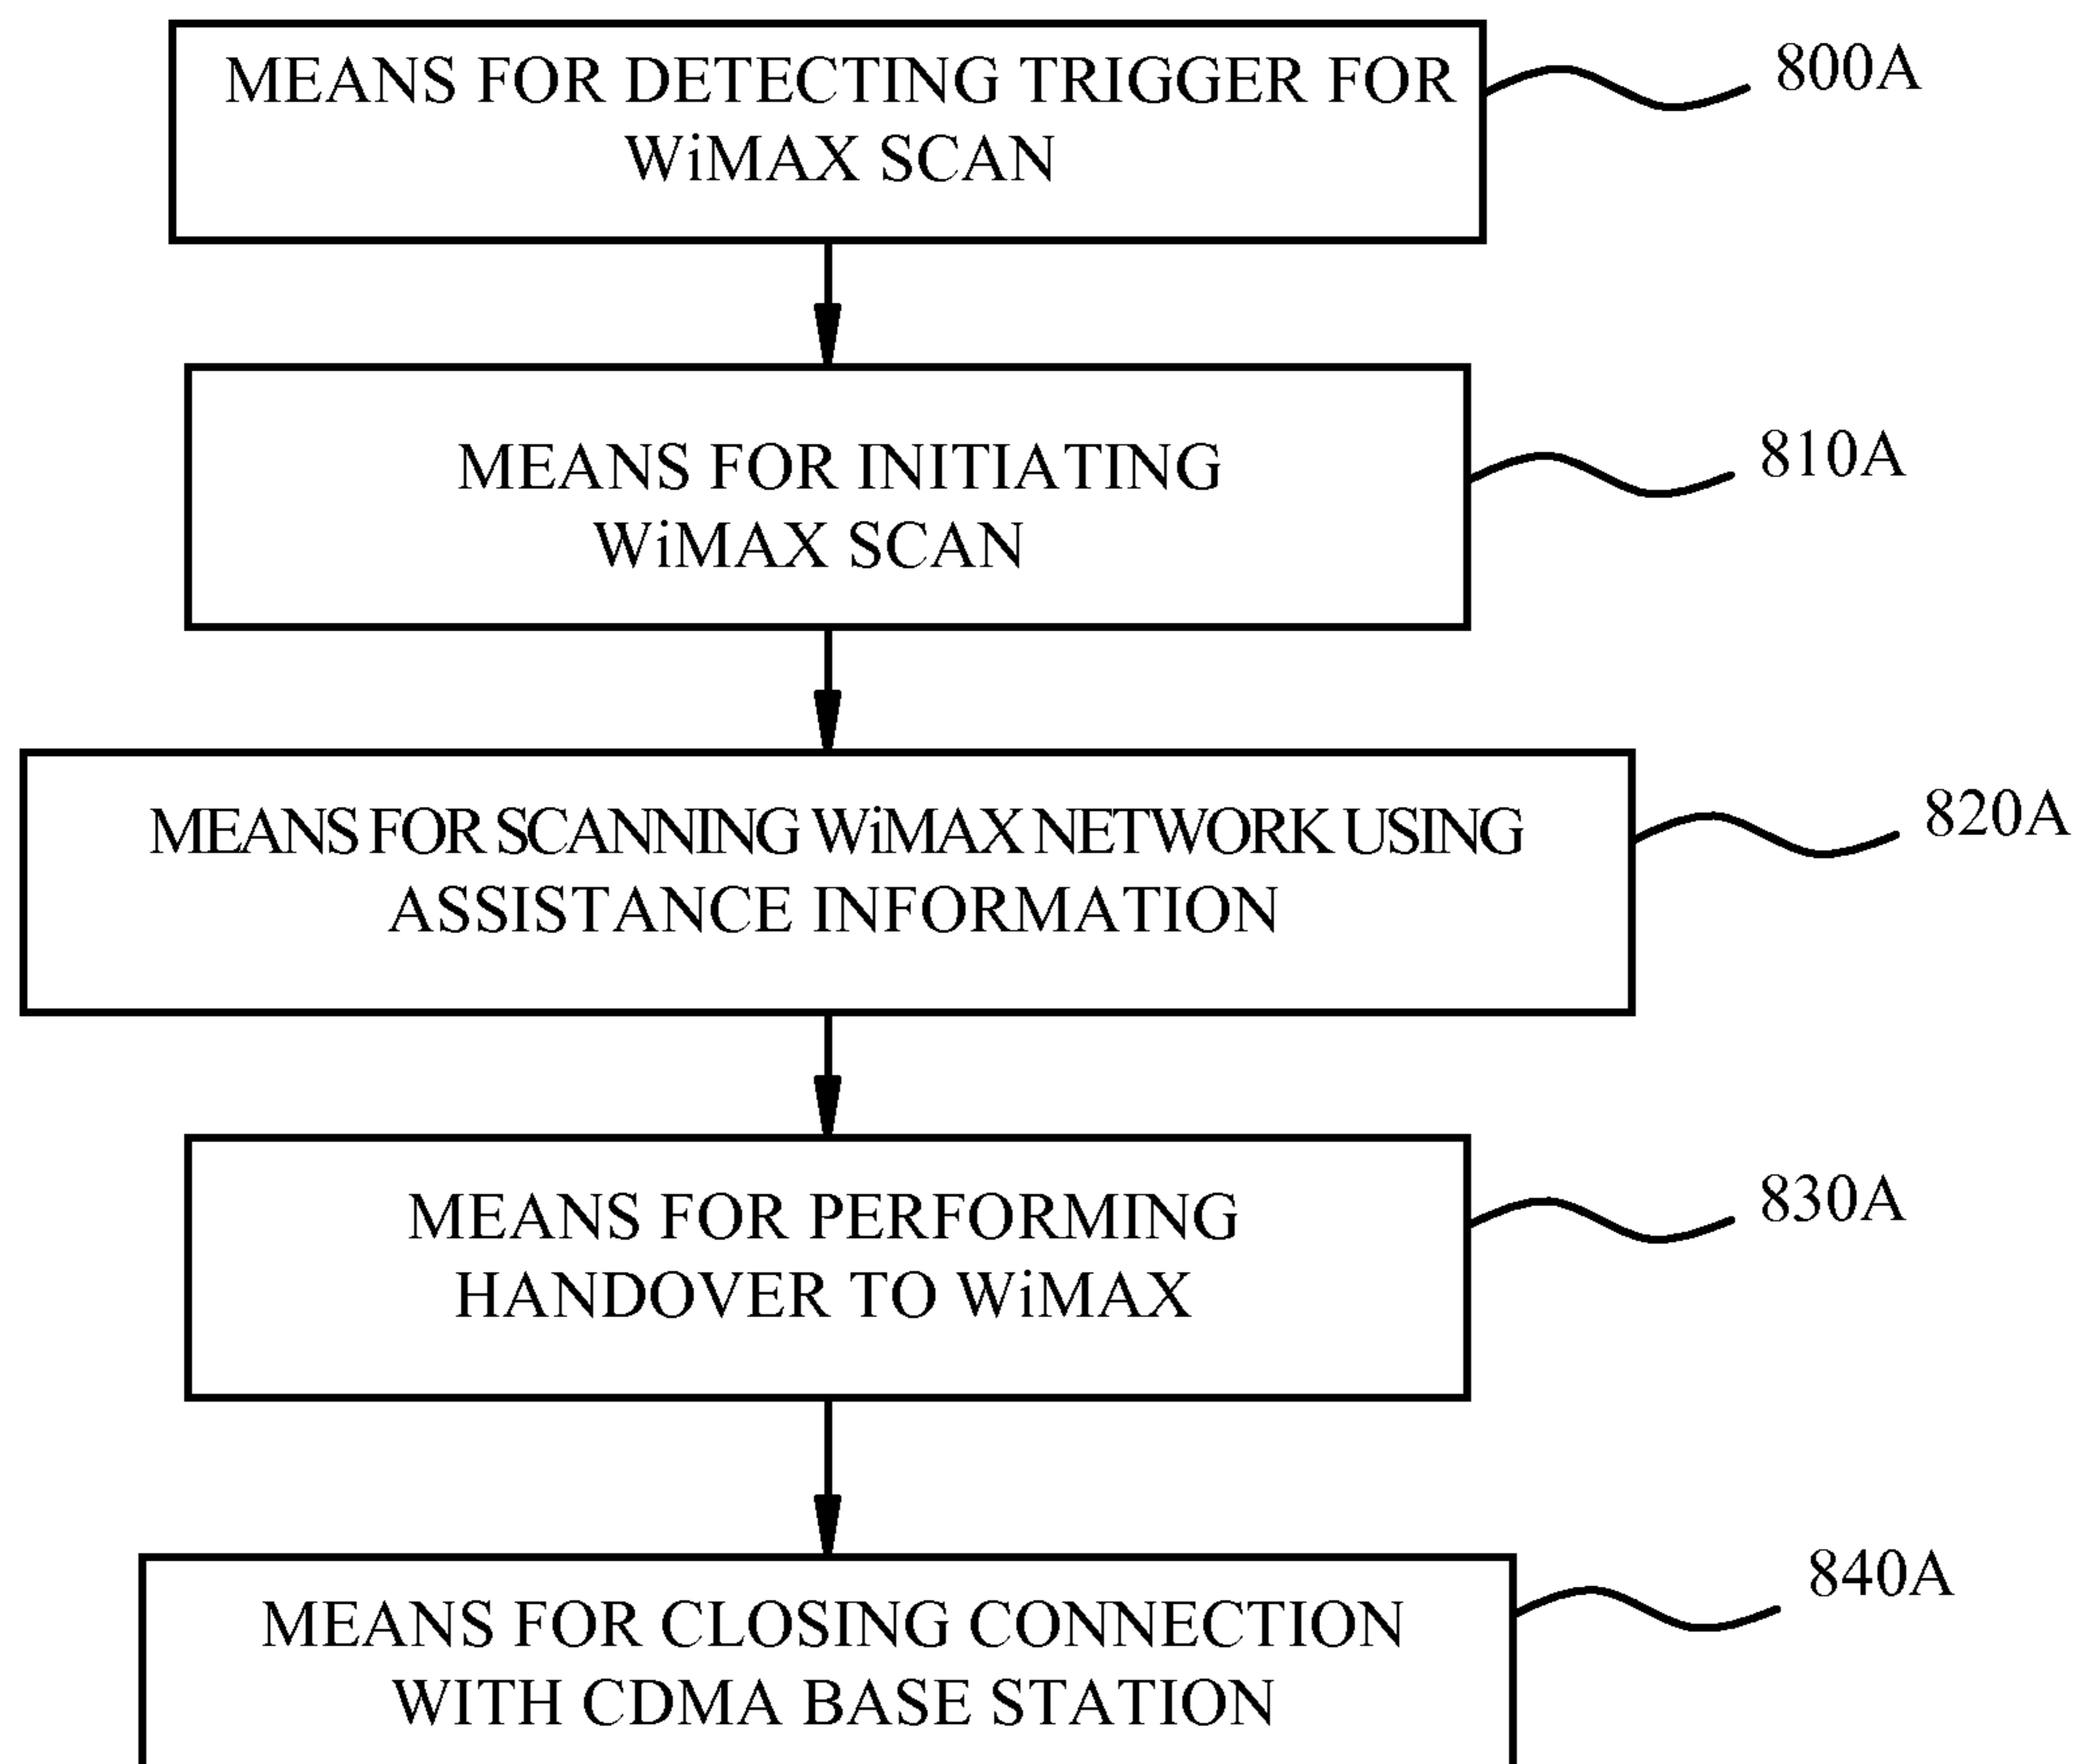 MEANS FOR DETECTING TRIGGER FOR
WiMAX SCAN
800A
MEANS FOR INITIATING
WiMAX SCAN
810A
MEANS FOR SCANNING WiMAX NETWORK USING
ASSISTANCE INFORMATION
820A
MEANS FOR PERFORMING
HANDOVER TO WiMAX
830A
MEANS FOR CLOSING CONNECTION
WITH CDMA BASE STATION
840A